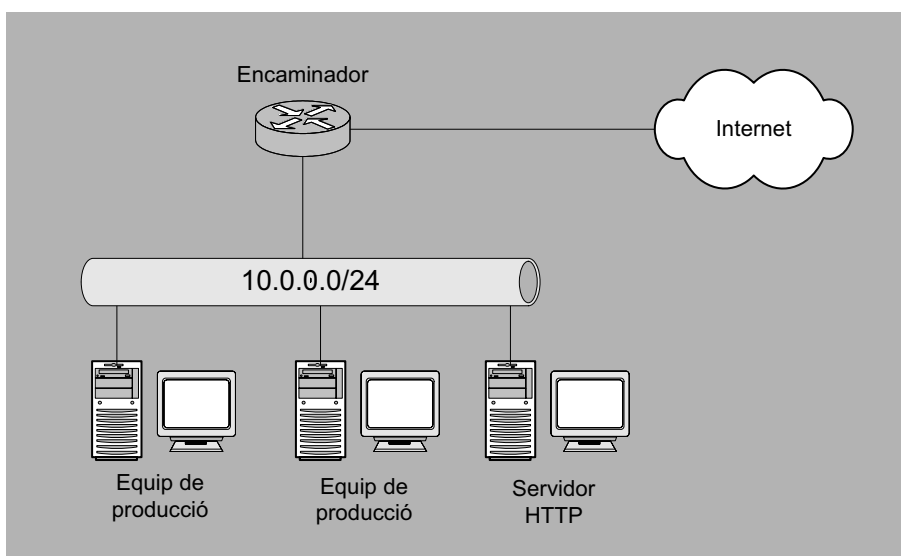 Encaminador
Internet
10.0.0.0/24
Equip de
producció
Equip de
producció
Servidor
HTTP